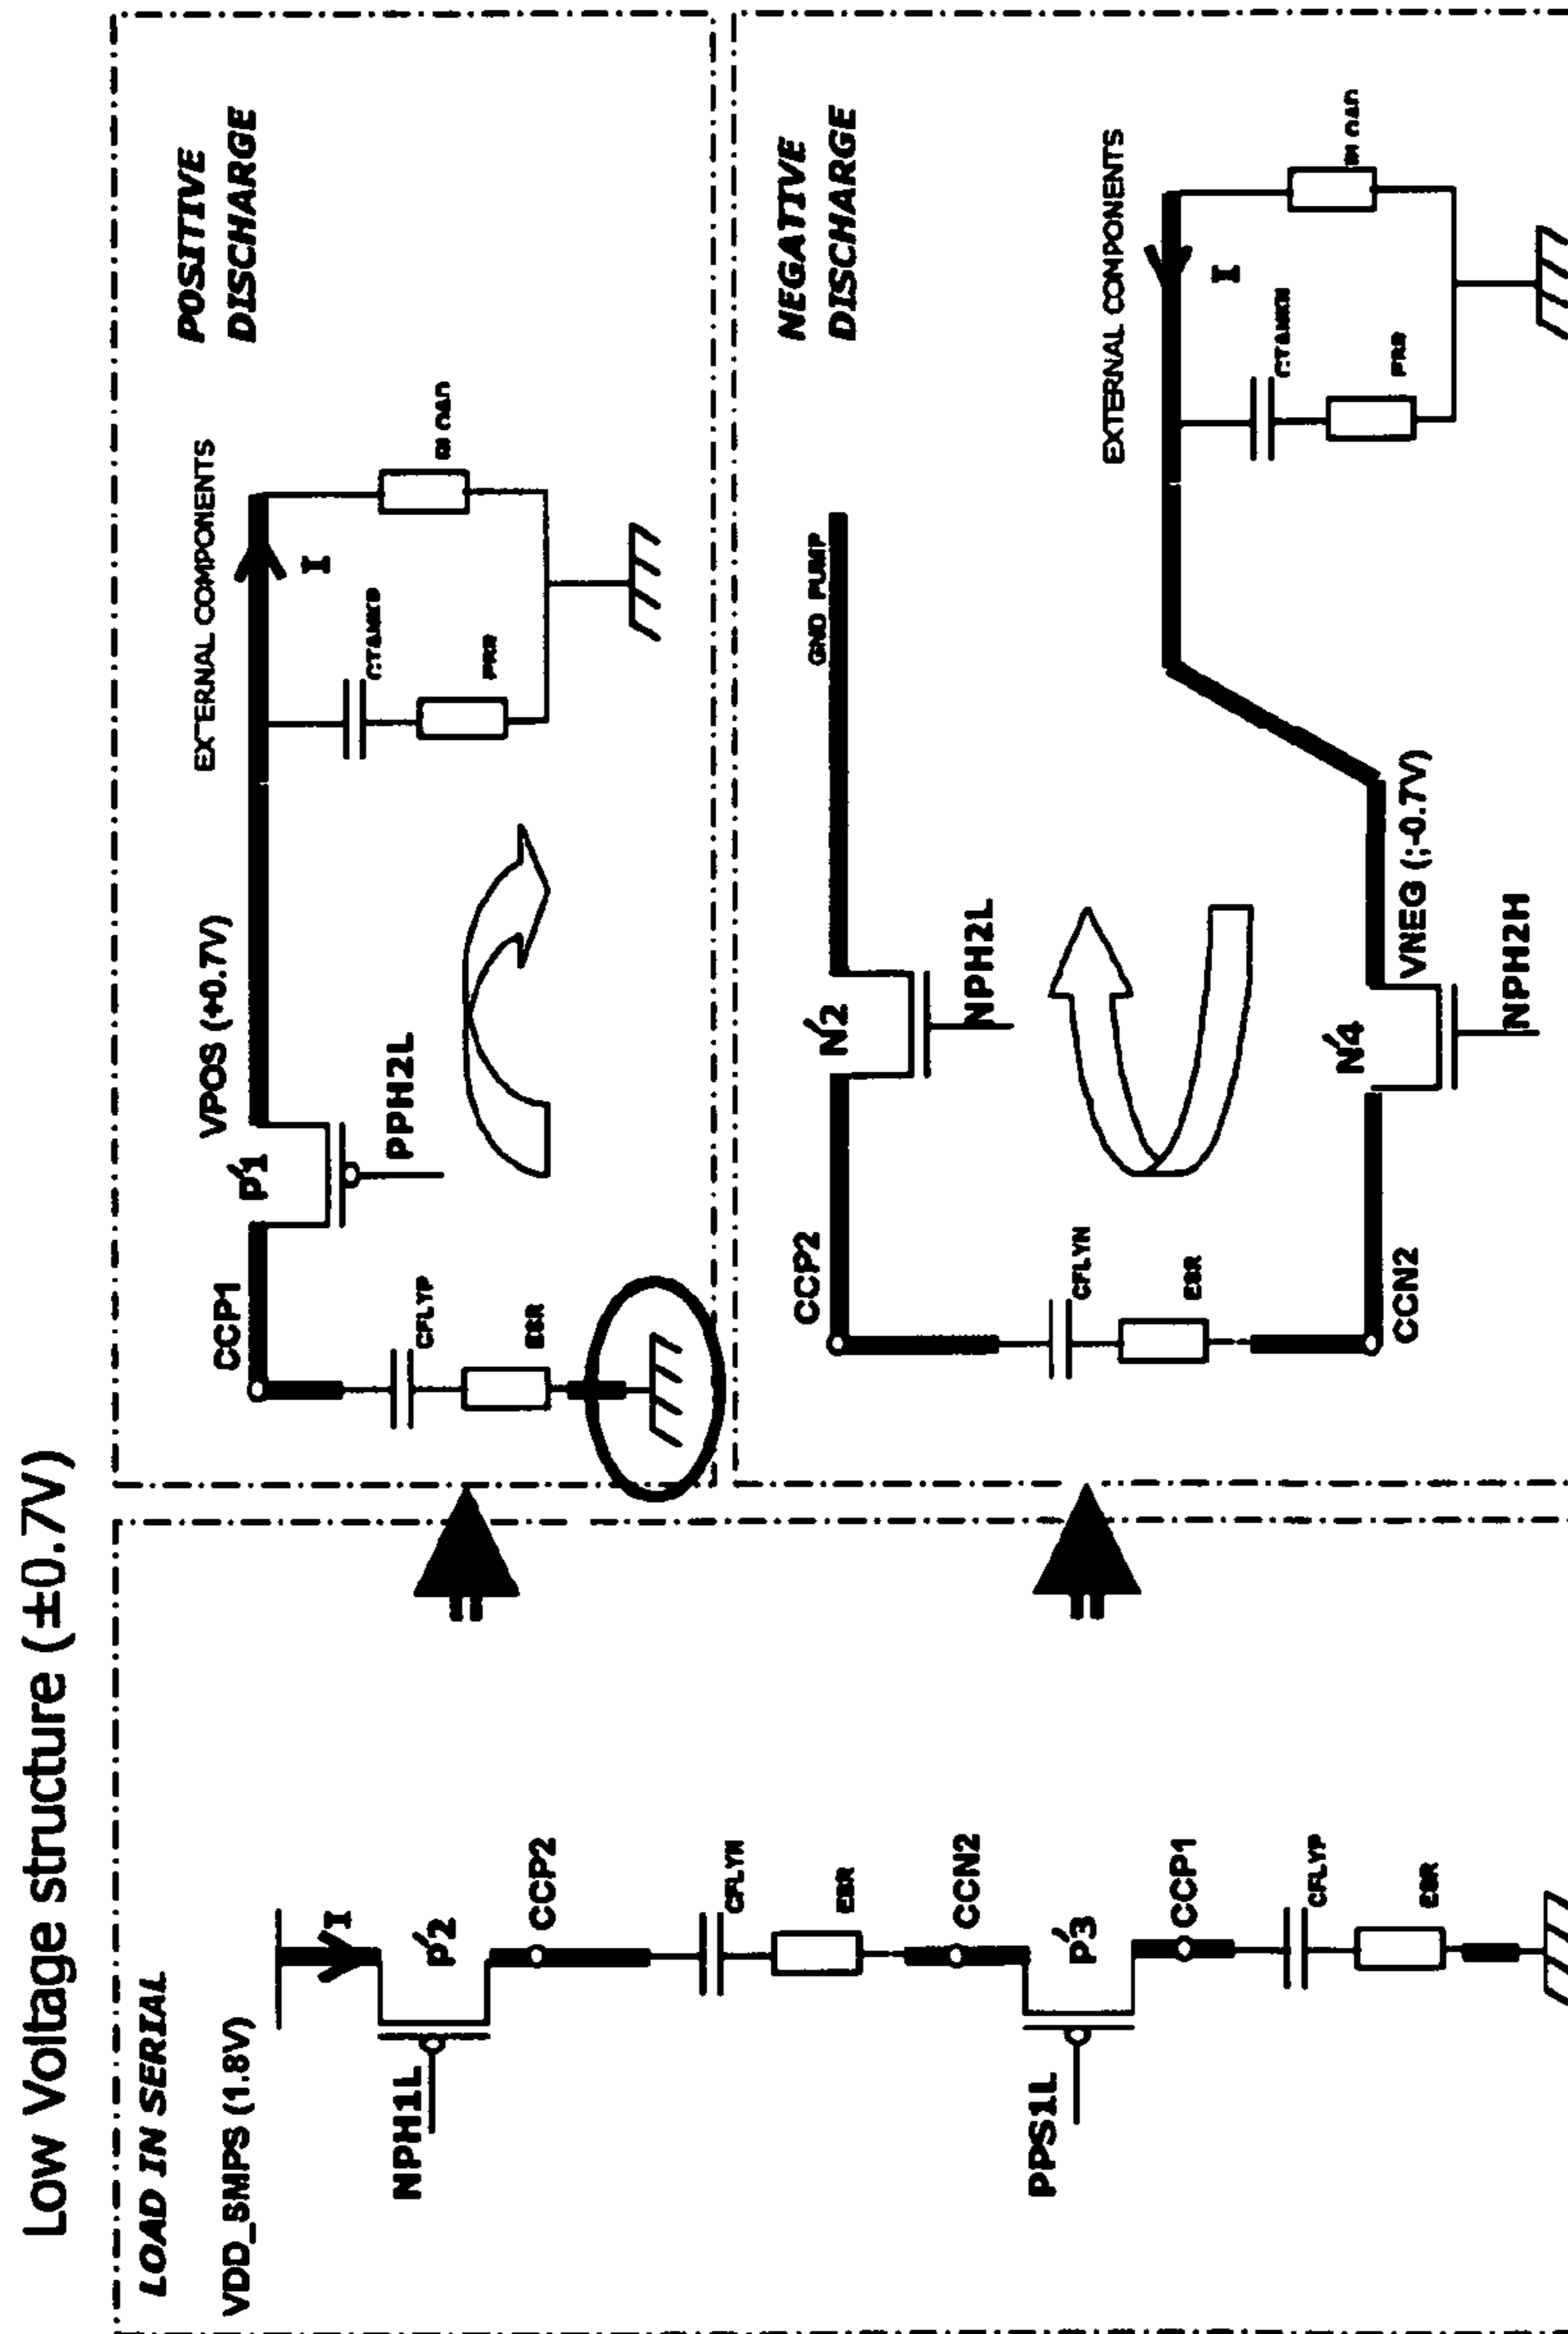 Low Voltage structure (±0.7V)
LOAD IN SERIAL
VDD_SMPS (1.8V)
I
P'2
NPH1L
CCP2
CFLYN
ESR
CCN2
P'3
PPS1L
CCP1
CFLYP
ESR
POSITIVE
DISCHARGE
EXTERNAL COMPONENTS
VPOS (+0.7V)
CCP1
P'1
PPH2L
CFLYP
ESR
I
CTANKP
NEGATIVE
DISCHARGE
EXTERNAL COMPONENTS
GND PUMP
CCP2
N'2
NPH2L
CFLYN
ESR
CCN2
N'4
NPH2H
VNEG (;-0.7V)
I
CTANKN